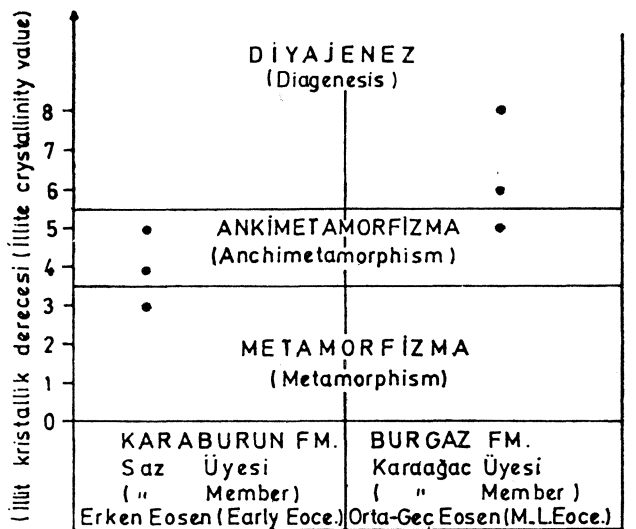 (İllit kristallik derecesi (İllite crystallinity value)
DİYAJENEZ
(Diagenesis)
8
7
6
5
4
3
2
1
0
ANKİMETAMORFİZMA
(Anchimetamorphism)
METAMORFİZMA
(Metamorphism)
KARABURUN FM.
Saz Üyesi
( " Member)
Erken Eosen (Early Eoce.)
BURGAZ FM.
Karaağac Üyesi
( " Member)
Orta-Geç Eosen (M.-L.Eoce.)